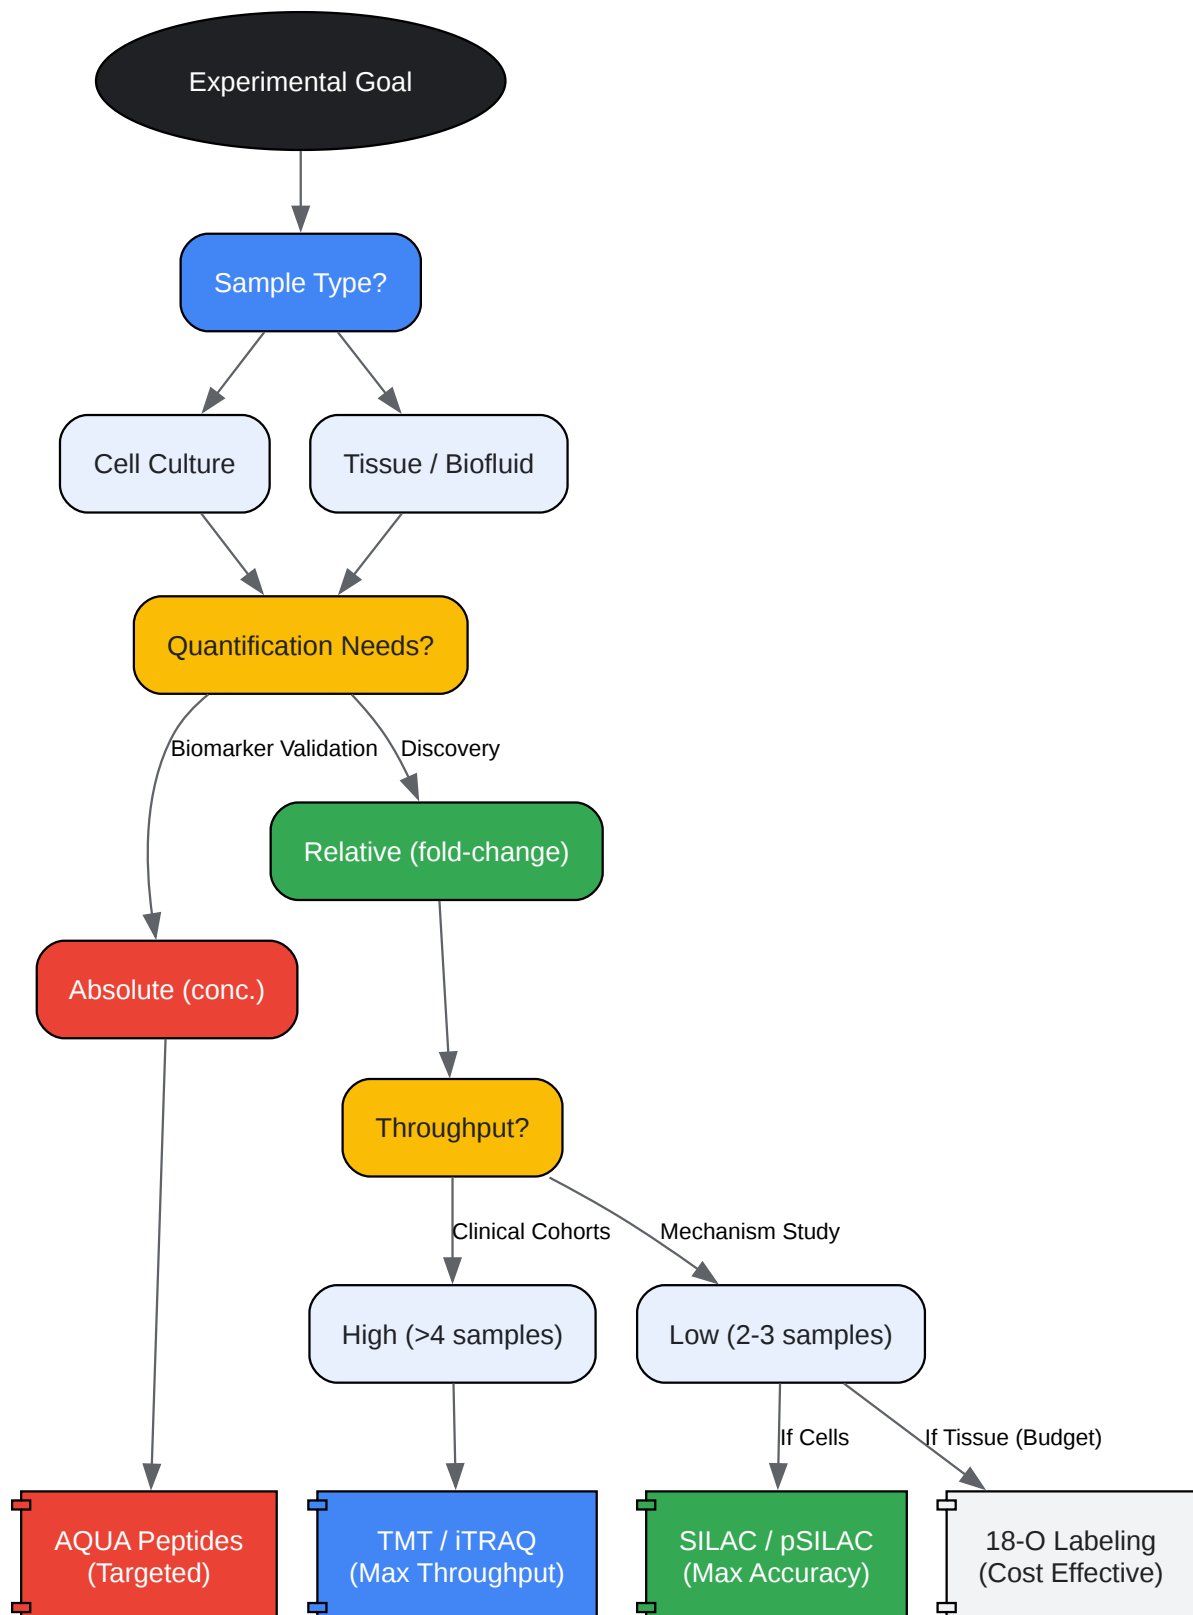 Experimental Goal
Sample Type?
Cell Culture
Tissue / Biofluid
Quantification Needs?
Biomarker Validation
Discovery
Relative (fold-change)
Absolute (conc.)
Throughput?
Clinical Cohorts
Mechanism Study
High (>4 samples)
Low (2-3 samples)
If Cells
If Tissue (Budget)
AQUA Peptides
(Targeted)
TMT / iTRAQ
(Max Throughput)
SILAC / pSILAC
(Max Accuracy)
18-O Labeling
(Cost Effective)